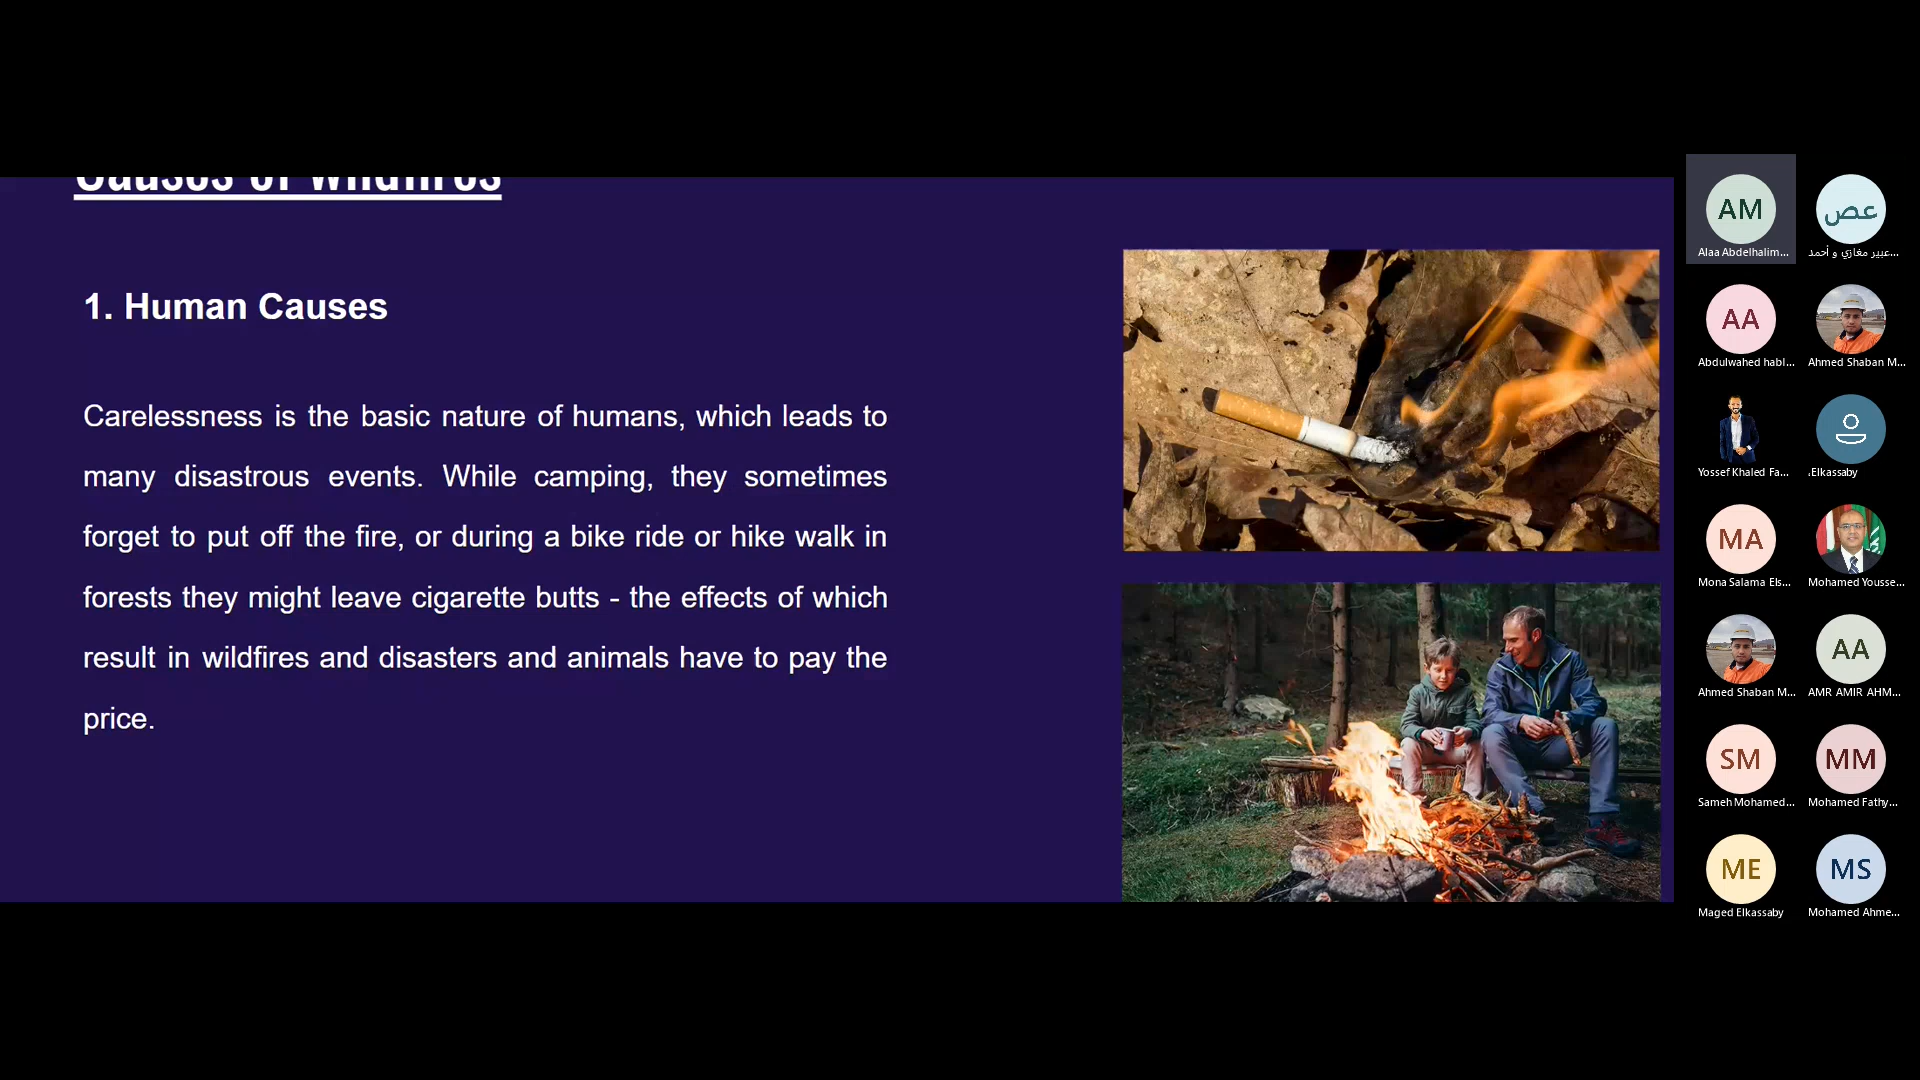 Causes of Wildfires
1. Human Causes
Carelessness is the basic nature of humans, which leads to
many disastrous events. While camping, they sometimes
forget to put off the fire, or during a bike ride or hike walk in
forests they might leave cigarette butts - the effects of which
result in wildfires and disasters and animals have to pay the
price.
AM
Alaa Abdelhalim...
عص
عبير مغازي و أحمد...
AA
Abdulwahed habl...
Ahmed Shaban M...
Yossef Khaled Fa...
.Elkassaby
MA
Mona Salama Els...
Mohamed Yousse...
Ahmed Shaban M...
AA
AMR AMIR AHM...
SM
Sameh Mohamed...
MM
Mohamed Fathy...
ME
Maged Elkassaby
MS
Mohamed Ahme...